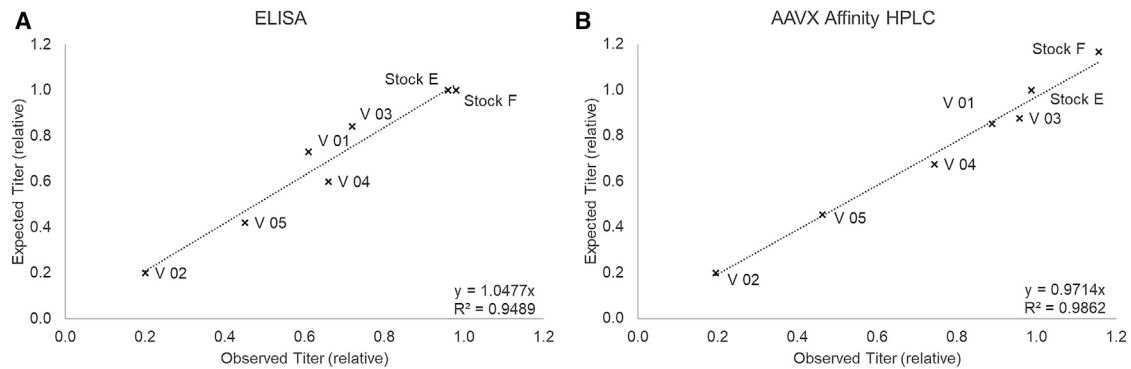 A
ELISA
Expected Titer (relative)
1.2
1.0
0.8
0.6
0.4
0.2
0.0
Stock E
Stock F
V 03
V 01
V 04
V 05
V 02
y = 1.0477x
R² = 0.9489
0.0 0.2 0.4 0.6 0.8 1.0 1.2
Observed Titer (relative)
B
AAVX Affinity HPLC
Expected Titer (relative)
1.2
1.0
0.8
0.6
0.4
0.2
0.0
Stock F
V 01
Stock E
V 03
V 04
V 05
V 02
y = 0.9714x
R² = 0.9862
0.0 0.2 0.4 0.6 0.8 1.0 1.2
Observed Titer (relative)